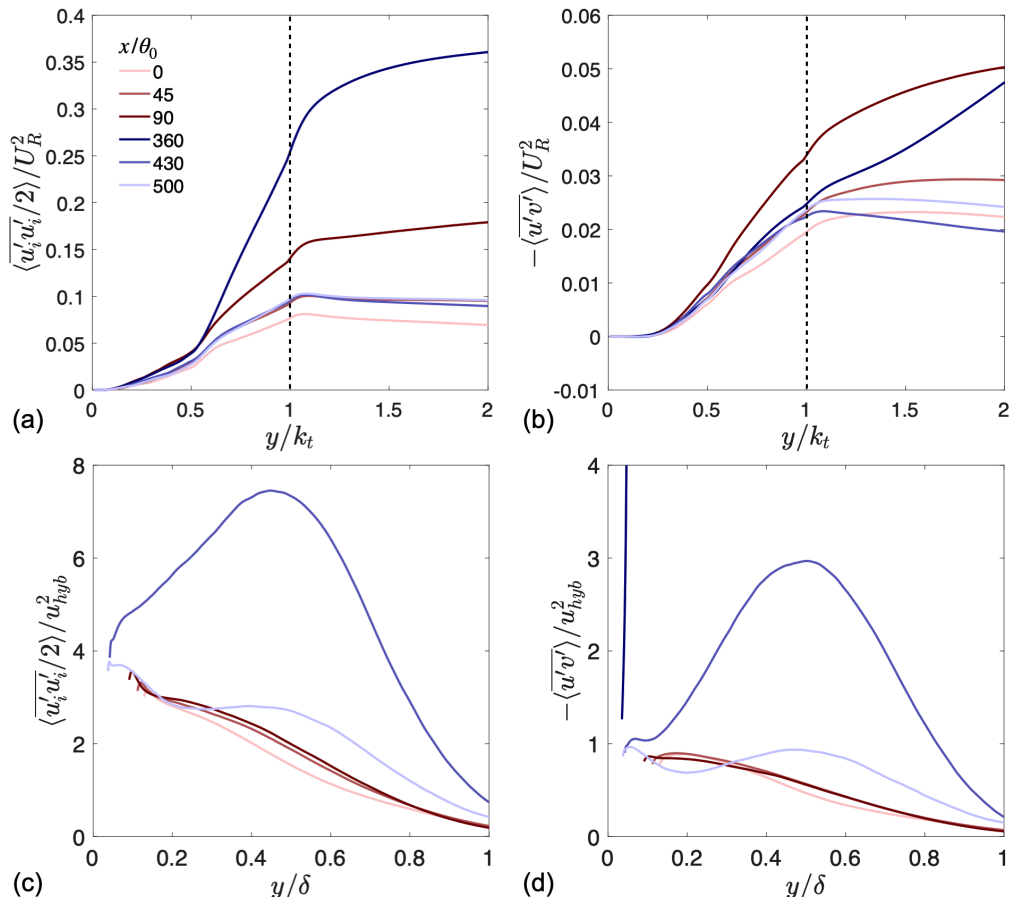 0.4
0.35
0.3
0.25
0.2
0.15
0.1
0.05
0
⟨u′ᵢu′ᵢ/2⟩/U²_R
x/θ₀
0
45
90
360
430
500
0 0.5 1 1.5 2
(a) y/kₜ
0.06
0.05
0.04
0.03
0.02
0.01
0
-0.01
−⟨u′v′⟩/U²_R
0 0.5 1 1.5 2
(b) y/kₜ
8
6
4
2
0
⟨u′ᵢu′ᵢ/2⟩/u²_hyb
0 0.2 0.4 0.6 0.8 1
(c) y/δ
4
3
2
1
0
−⟨u′v′⟩/u²_hyb
0 0.2 0.4 0.6 0.8 1
(d) y/δ